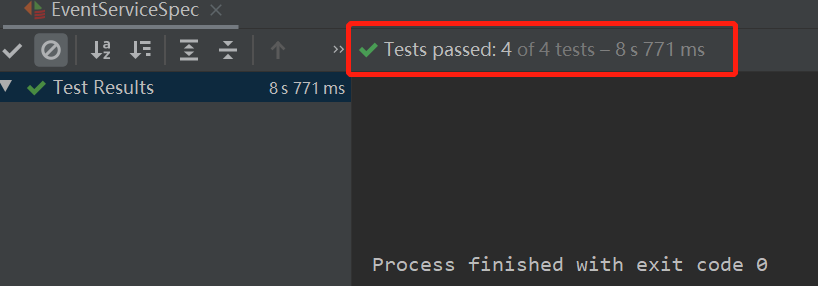 EventServiceSpec
Tests passed: 4 of 4 tests – 8 s 771 ms
Test Results 8 s 771 ms
Process finished with exit code 0